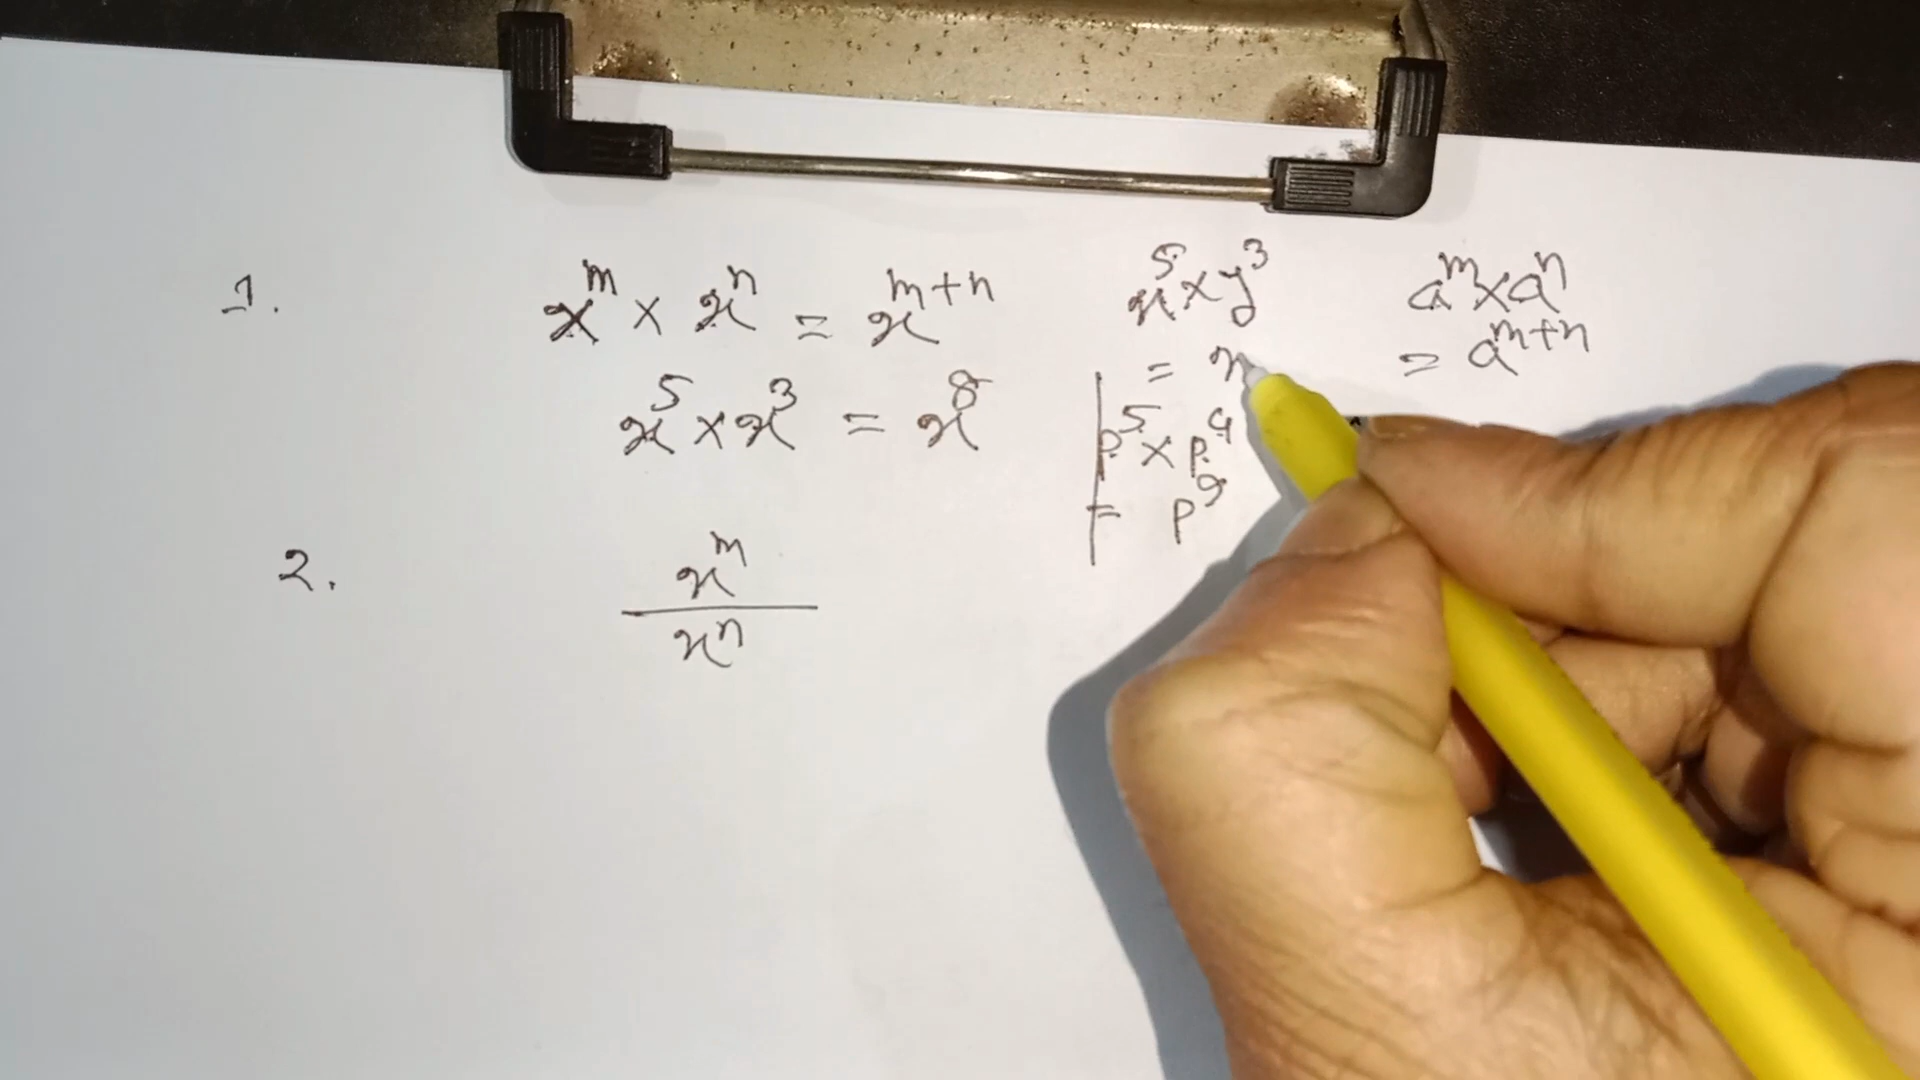 1. x^m × x^n = x^{m+n}
x^5 × x^3 = x^8
x^5 × y^3
= x
p^5 × p^4
= p^9
a^m × a^n
= a^{m+n}
2. x^m / x^n